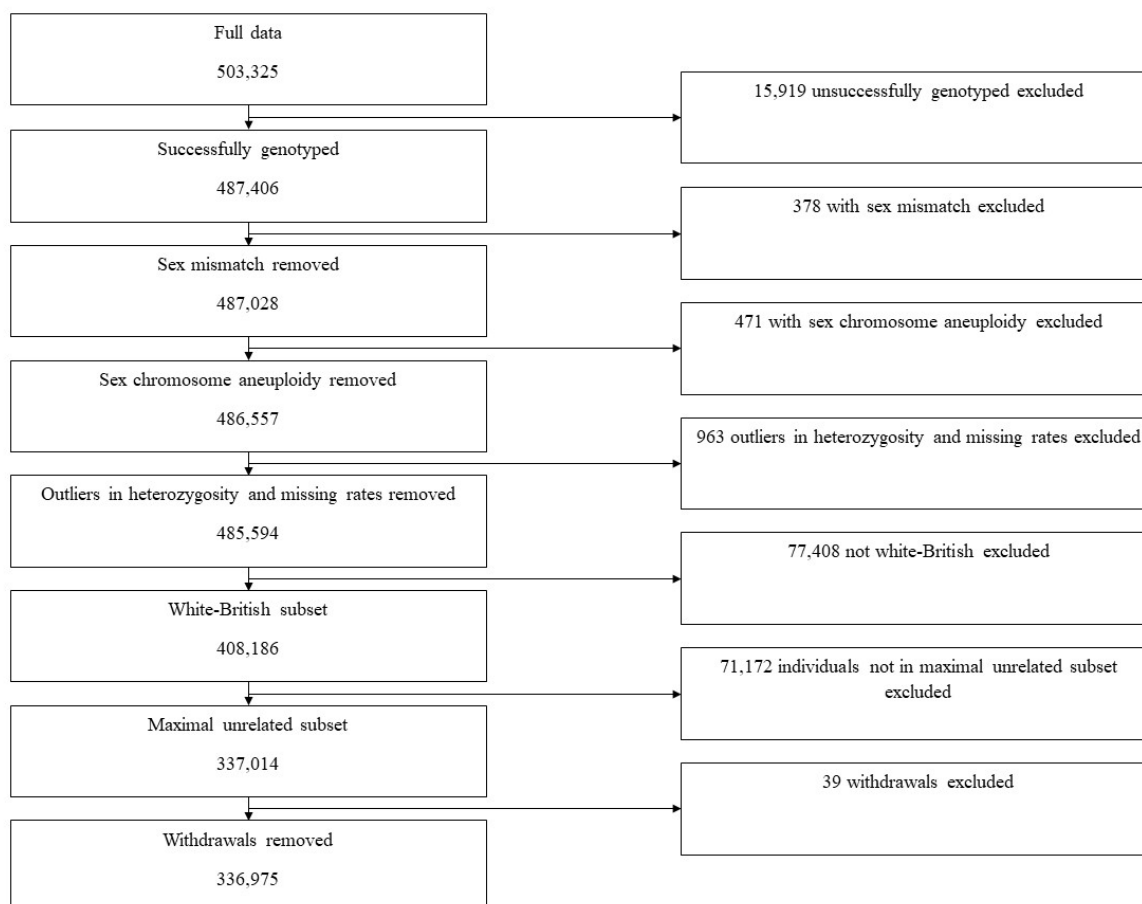 Full data
503,325
15,919 unsuccessfully genotyped excluded
Successfully genotyped
487,406
378 with sex mismatch excluded
Sex mismatch removed
487,028
471 with sex chromosome aneuploidy excluded
Sex chromosome aneuploidy removed
486,557
963 outliers in heterozygosity and missing rates excluded
Outliers in heterozygosity and missing rates removed
485,594
77,408 not white-British excluded
White-British subset
408,186
71,172 individuals not in maximal unrelated subset
excluded
Maximal unrelated subset
337,014
39 withdrawals excluded
Withdrawals removed
336,975